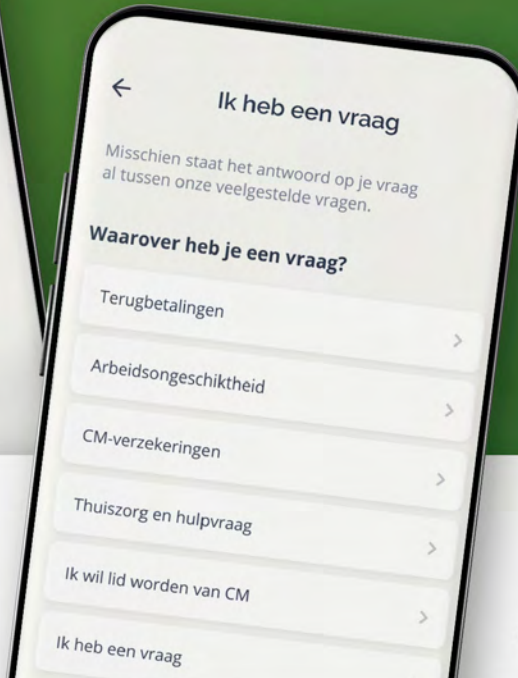 Ik heb een vraag
Misschien staat het antwoord op je vraag
al tussen onze veelgestelde vragen.
Waarover heb je een vraag?
Terugbetalingen
Arbeidsongeschiktheid
CM-verzekeringen
Thuiszorg en hulpvraag
Ik wil lid worden van CM
Ik heb een vraag